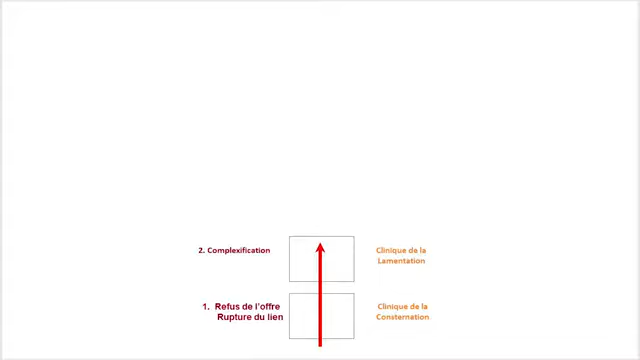 2. Complexification
Clinique de la
Lamentation
1. Refus de l'offre
Rupture du lien
Clinique de la
Consternation